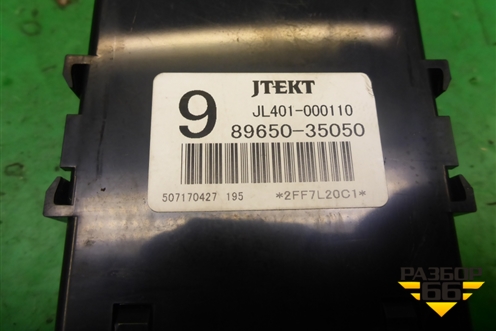 JTEKT
9
JL401-000110
89650-35050
507170427 195
*2FF7L20C1*
РАЗБОР
66